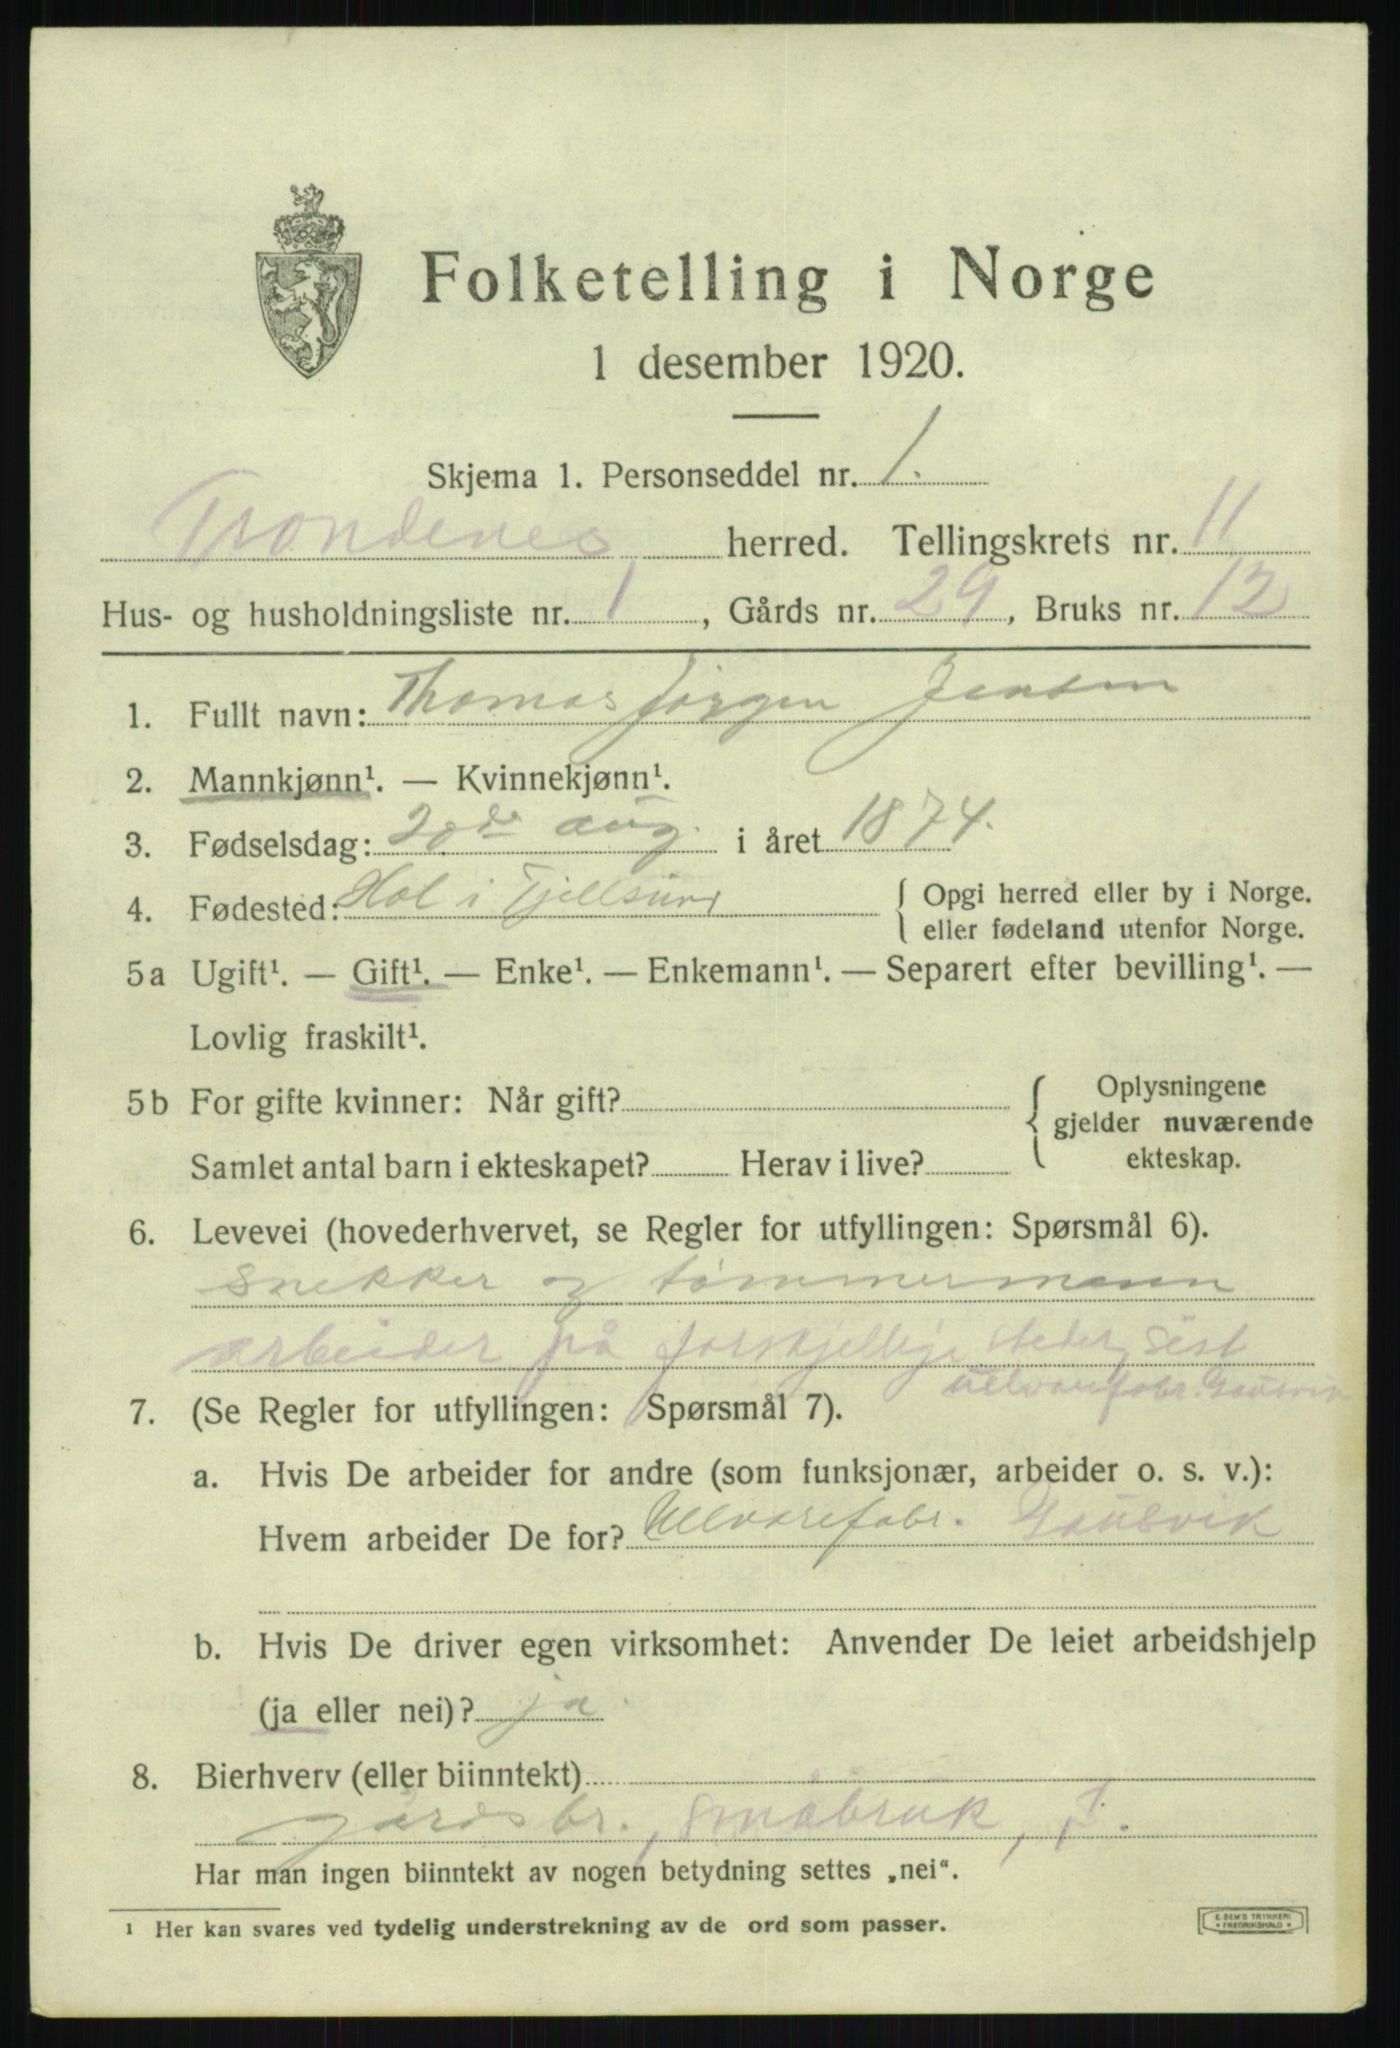 Folketelling i Norge
1 desember 1920.
Skjema 1. Personseddel nr. 1.
Trondenes herred. Tellingskrets nr. 11
Hus- og husholdningsliste nr. 1, Gårds nr. 29, Bruks nr. 12
1. Fullt navn: Thomas Jørgen Jensen
2. Mannkjønn¹. — Kvinnekjønn¹.
3. Fødselsdag: 20de aug. i året 1874.
4. Fødested: Hol i Tjellsund { Opgi herred eller by i Norge.
eller fødeland utenfor Norge.
5a Ugift¹. — Gift¹. — Enke¹. — Enkemann¹. — Separert efter bevilling¹. —
Lovlig fraskilt¹.
5b For gifte kvinner: Når gift? { Oplysningene
gjelder nuværende
Samlet antal barn i ekteskapet? Herav i live? ekteskap.
6. Levevei (hovederhvervet, se Regler for utfyllingen: Spørsmål 6).
snekker og tømmermann
arbeider på forskjellige steder, sist
Ullvarefabr. Gausvik
7. (Se Regler for utfyllingen: Spørsmål 7).
a. Hvis De arbeider for andre (som funksjonær, arbeider o. s. v.):
Hvem arbeider De for? Ullvarefabr. Gausvik
b. Hvis De driver egen virksomhet: Anvender De leiet arbeidshjelp
(ja eller nei)? ja.
8. Bierhverv (eller biinntekt)
gårdsbr., småbruk,
Har man ingen biinntekt av nogen betydning settes „nei“.
¹ Her kan svares ved tydelig understrekning av de ord som passer.
E. SEM'S TRYKKERI
FREDRIKSHALD